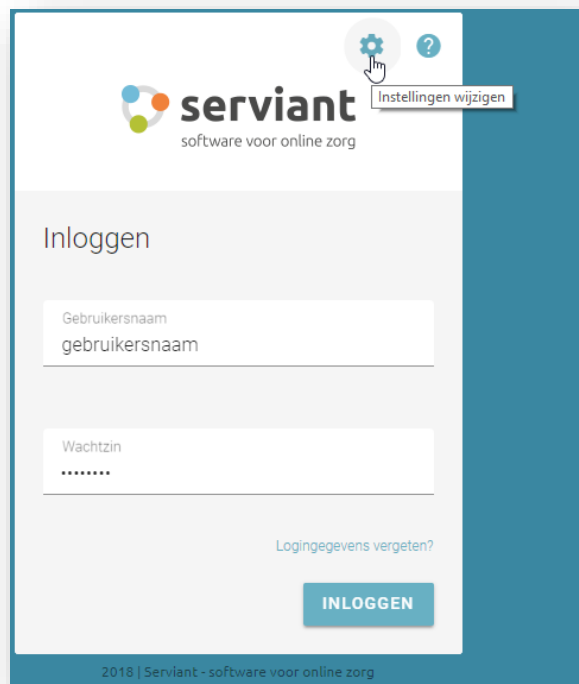 Instellingen wijzigen
serviant
software voor online zorg
Inloggen
Gebruikersnaam
gebruikersnaam
Wachtzin
••••••••
Logingegevens vergeten?
INLOGGEN
2018 | Serviant - software voor online zorg